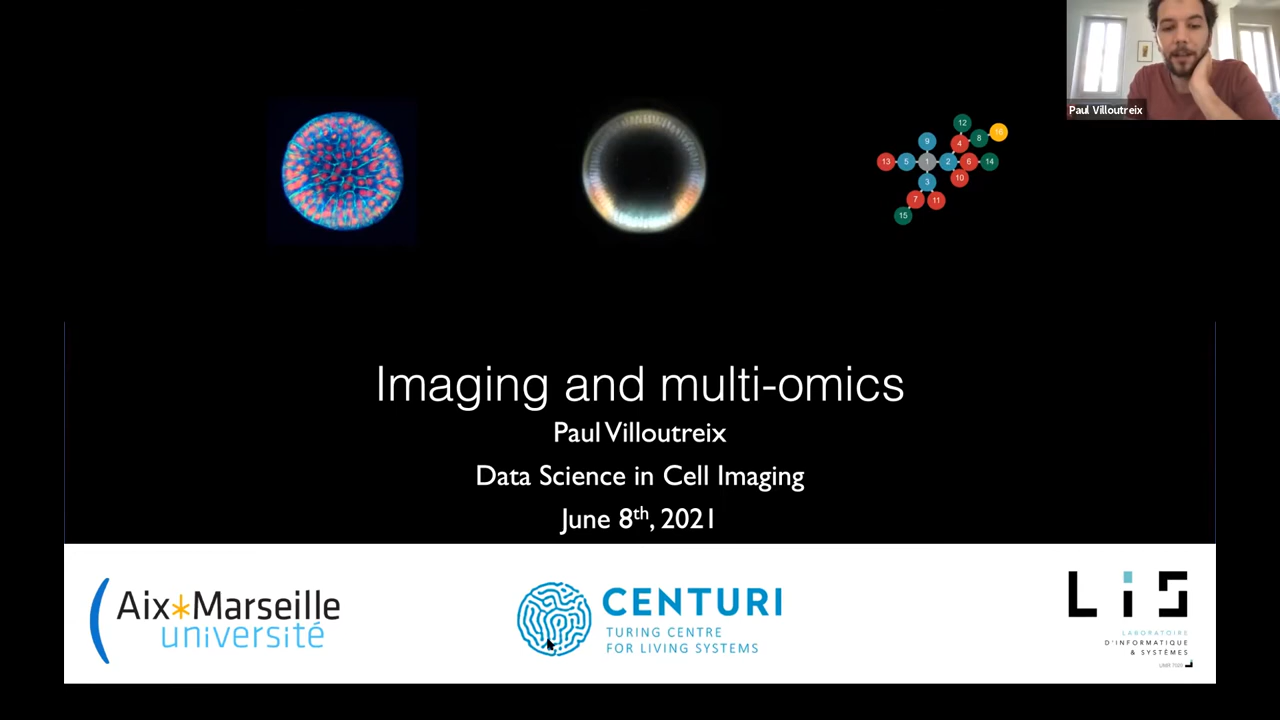 Paul Villoutreix
12
16
8
9
4
13
5
1
2
6
14
3
10
7
11
15
Imaging and multi-omics
Paul Villoutreix
Data Science in Cell Imaging
June 8th, 2021
Aix*Marseille
université
CENTURI
TURING CENTRE
FOR LIVING SYSTEMS
LIS
LABORATOIRE
D'INFORMATIQUE
& SYSTÈMES
UMR 7020